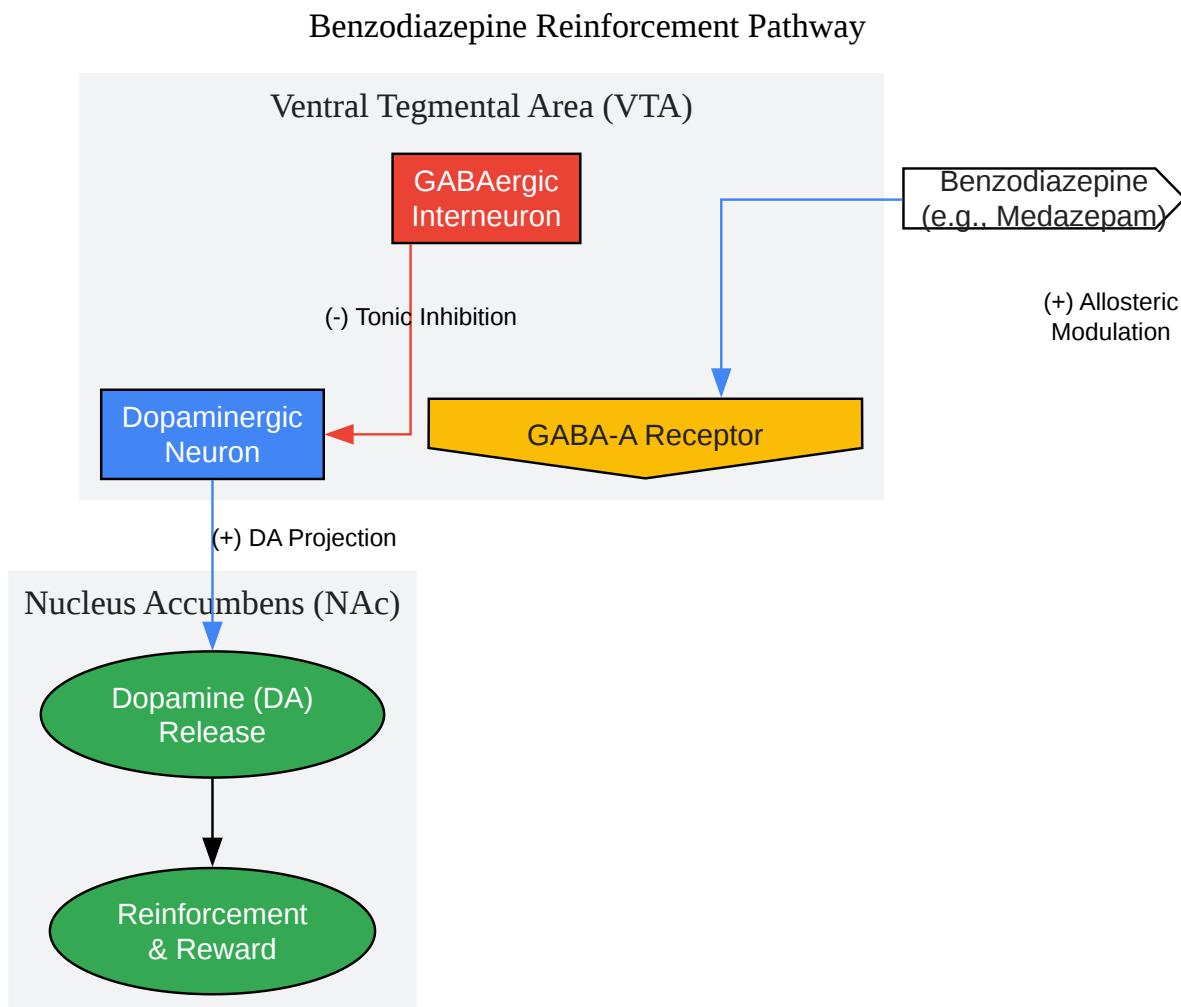 Benzodiazepine Reinforcement Pathway
Ventral Tegmental Area (VTA)
GABAergic
Interneuron
Benzodiazepine
(e.g., Medazepam)
(-) Tonic Inhibition
(+) Allosteric
Modulation
Dopaminergic
Neuron
GABA-A Receptor
(+) DA Projection
Nucleus Accumbens (NAc)
Dopamine (DA)
Release
Reinforcement
& Reward